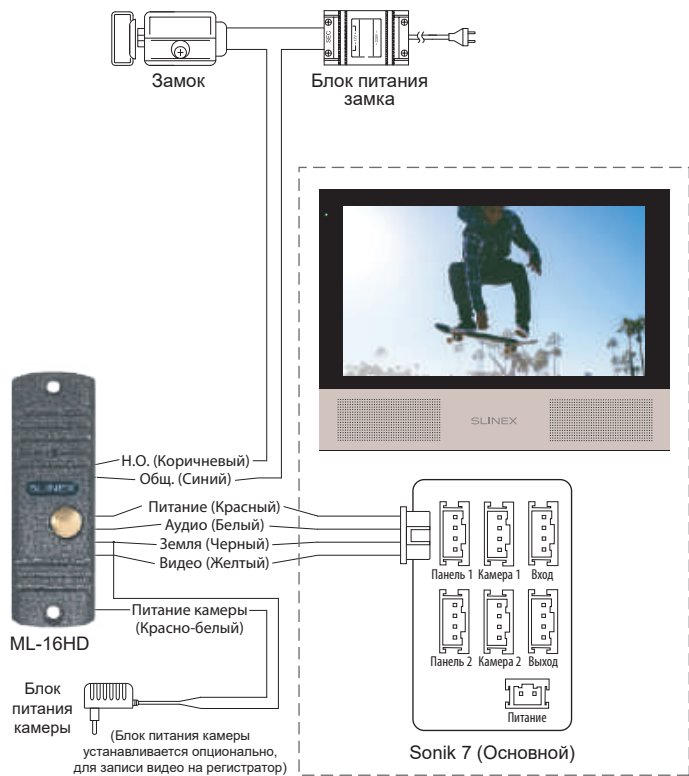 Замок
Блок питания
замка
SEC
SLINEX
Н.О. (Коричневый)
Общ. (Синий)
SLINEX
Питание (Красный)
Аудио (Белый)
Земля (Черный)
Видео (Желтый)
Панель 1 Камера 1 Вход
Питание камеры
(Красно-белый)
Панель 2 Камера 2 Выход
ML-16HD
Блок
питания
камеры
Питание
(Блок питания камеры
устанавливается опционально,
для записи видео на регистратор)
Sonik 7 (Основной)